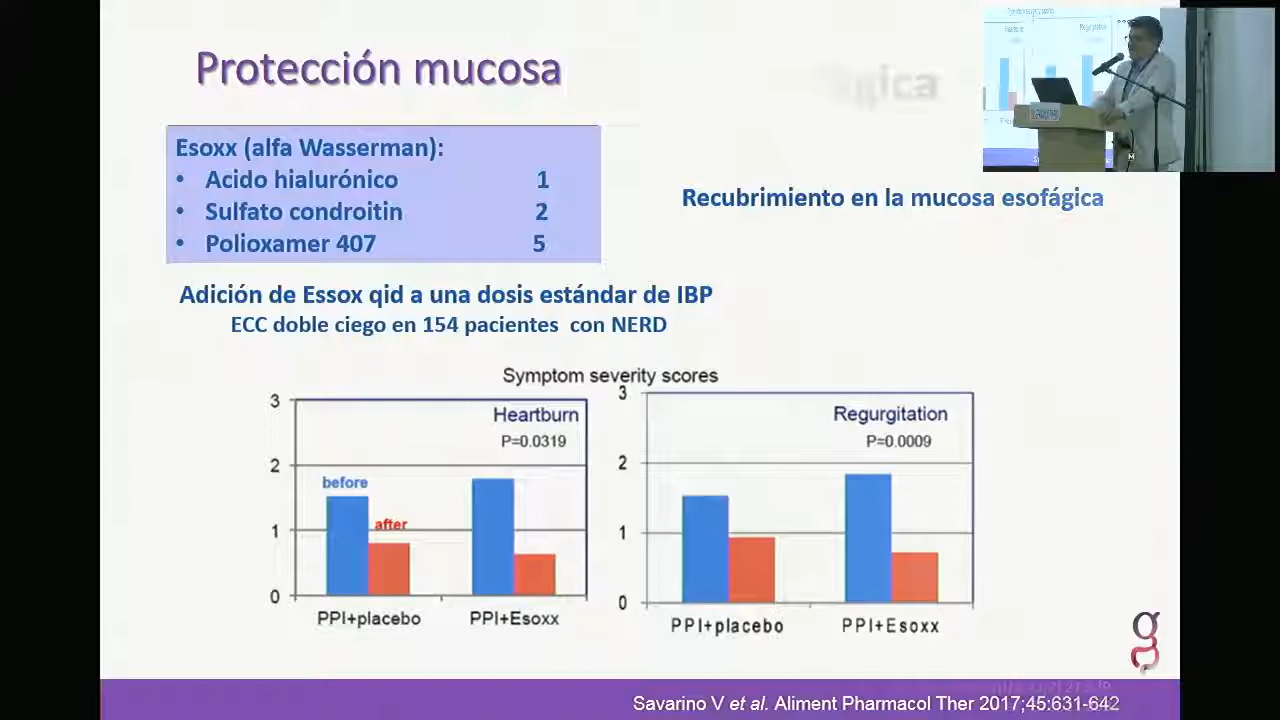 Protección mucosa
Esoxx (alfa Wasserman):
• Acido hialurónico 1
• Sulfato condroitin 2
• Polioxamer 407 5
Recubrimiento en la mucosa esofágica
Adición de Essox qid a una dosis estándar de IBP
ECC doble ciego en 154 pacientes con NERD
Symptom severity scores
3
2
1
0
Heartburn
P=0.0319
before
after
PPI+placebo PPI+Esoxx
3
2
1
0
Regurgitation
P=0.0009
PPI+placebo PPI+Esoxx
Savarino V et al. Aliment Pharmacol Ther 2017;45:631-642